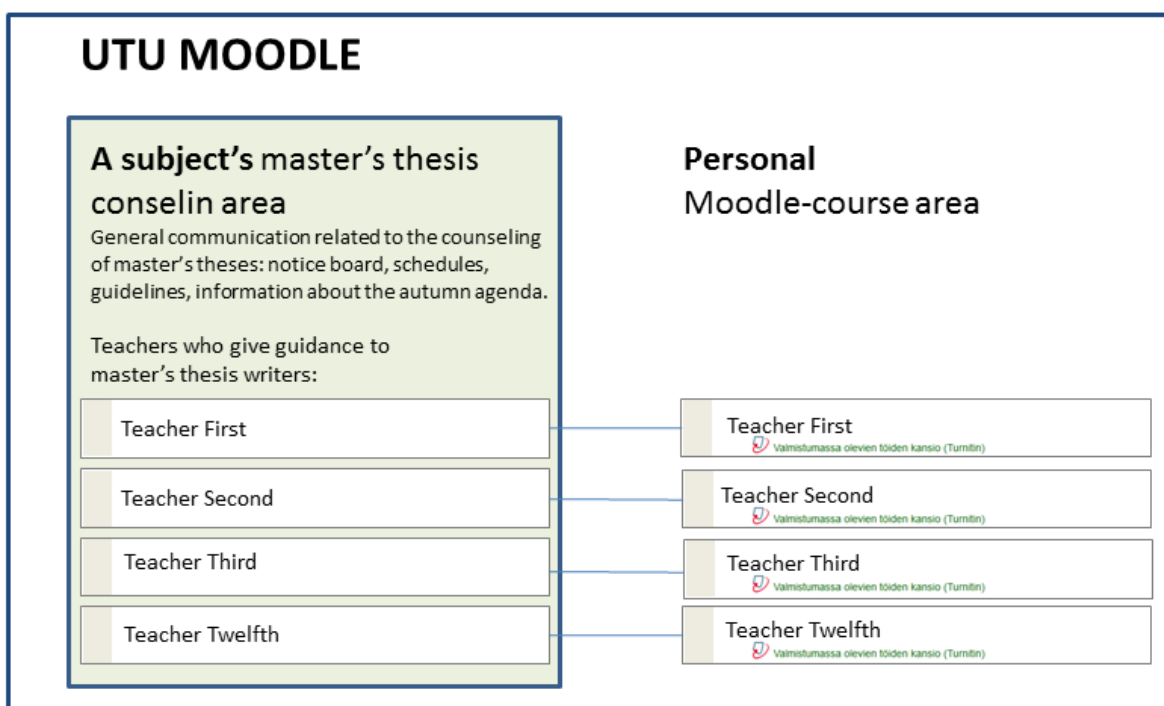 UTU MOODLE
A subject's master's thesis
conselin area
General communication related to the counseling
of master's theses: notice board, schedules,
guidelines, information about the autumn agenda.
Teachers who give guidance to
master's thesis writers:
Teacher First
Teacher Second
Teacher Third
Teacher Twelfth
Personal
Moodle-course area
Teacher First
Valmistumassa olevien töiden kansio (Turnitin)
Teacher Second
Valmistumassa olevien töiden kansio (Turnitin)
Teacher Third
Valmistumassa olevien töiden kansio (Turnitin)
Teacher Twelfth
Valmistumassa olevien töiden kansio (Turnitin)